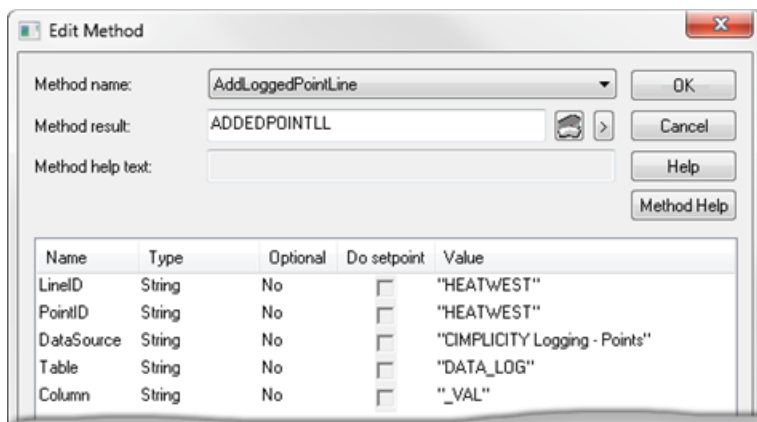 Edit Method
Method name: AddLoggedPointLine OK
Method result: ADDEDPOINTLL > Cancel
Method help text: Help
Method Help
Name Type Optional Do setpoint Value
LineID String No "HEATWEST"
PointID String No "HEATWEST"
DataSource String No "CIMPLICITY Logging - Points"
Table String No "DATA_LOG"
Column String No "_VAL"